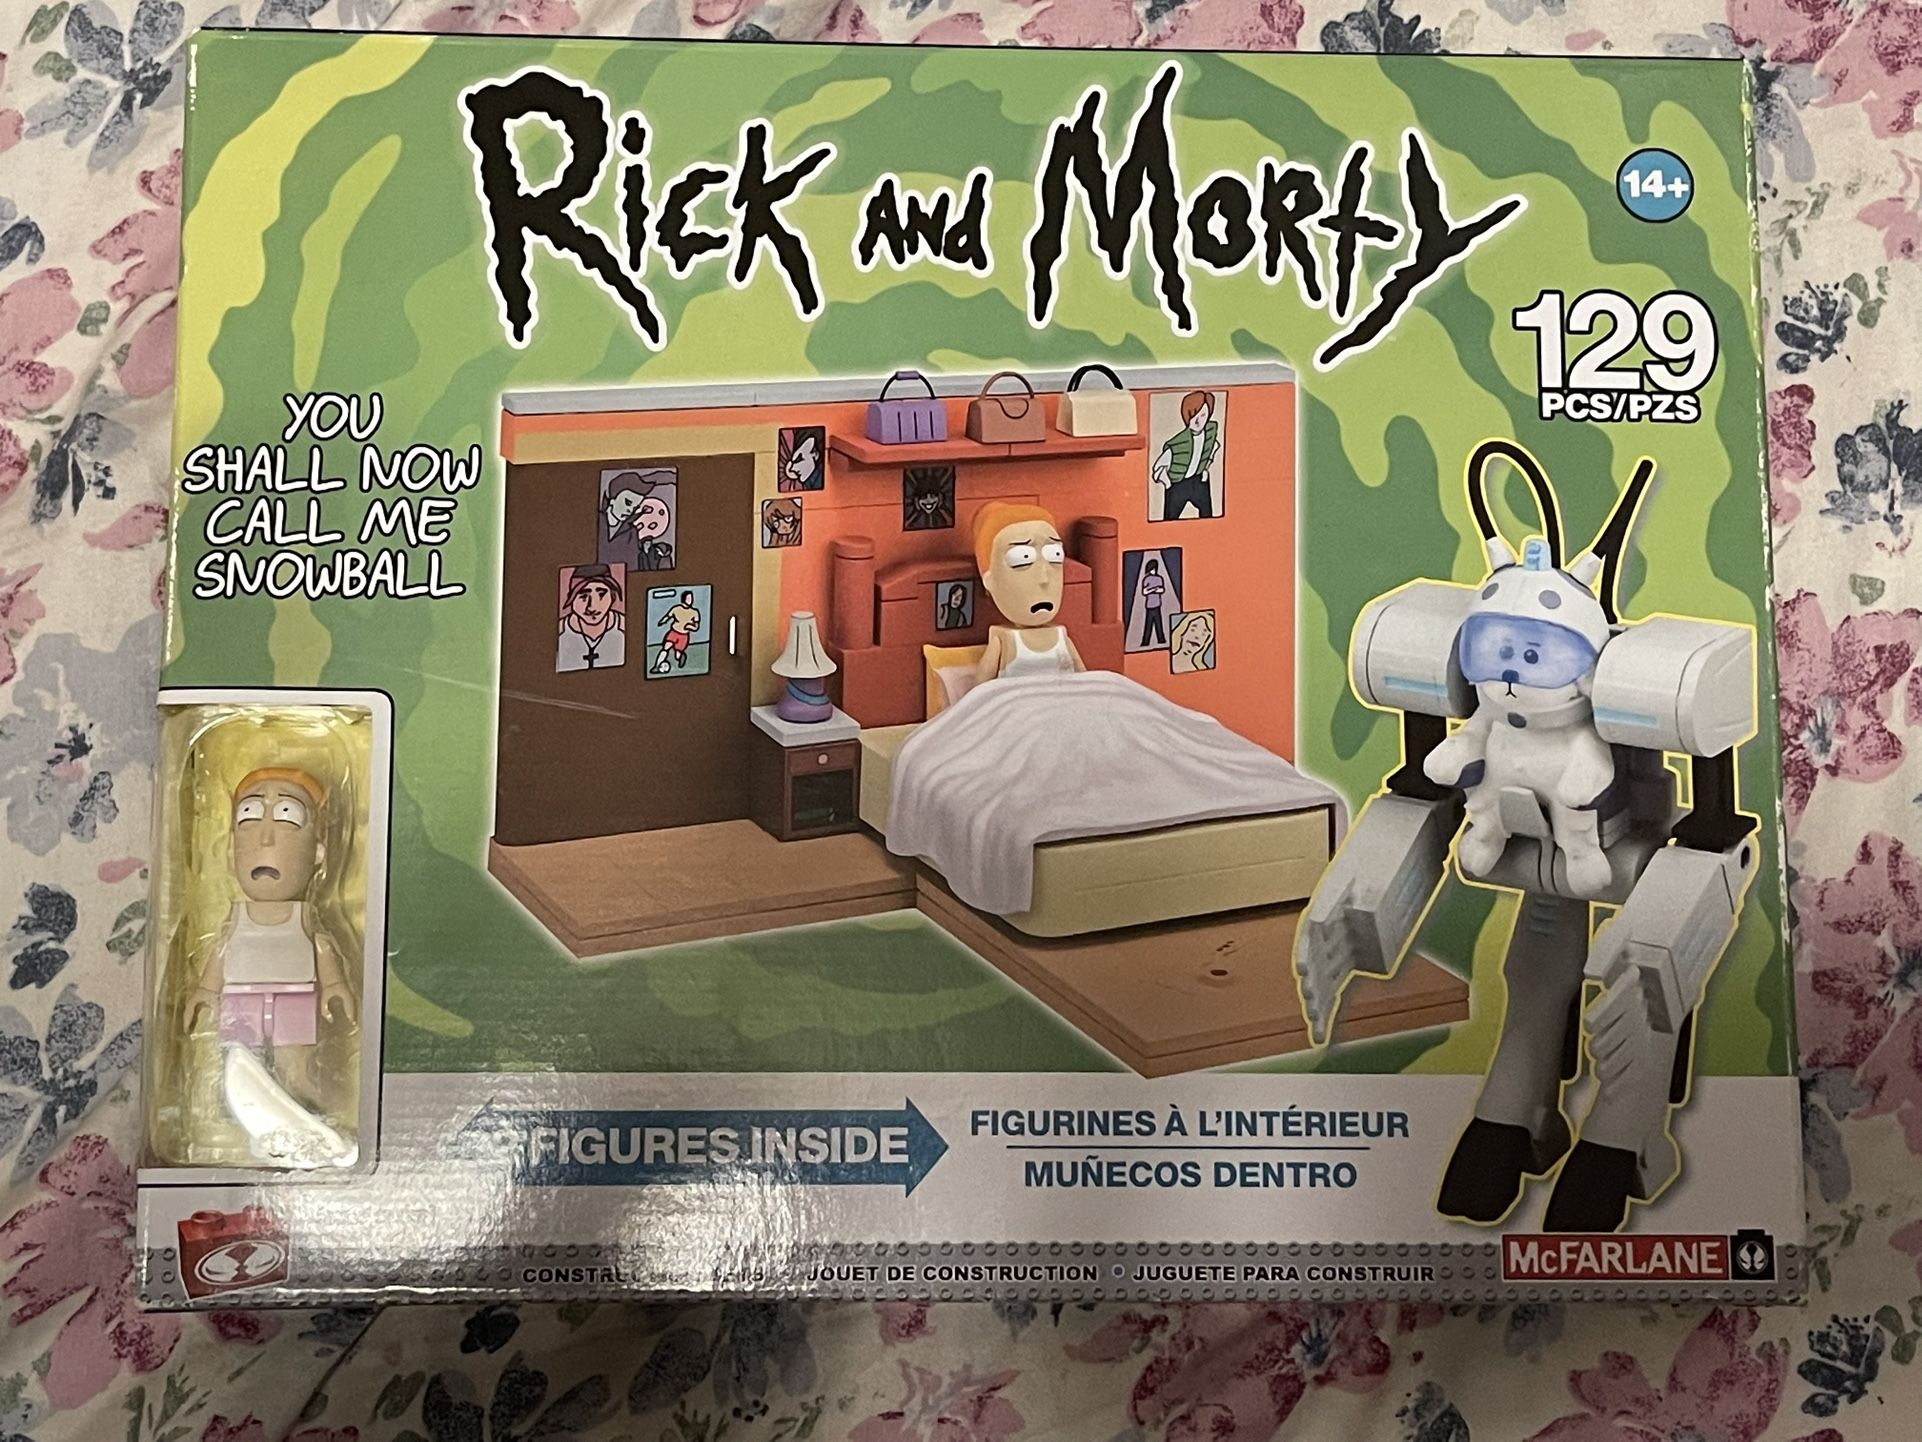 RICK AND MORTY
14+
129
PCS/PZS
YOU
SHALL NOW
CALL ME
SNOWBALL
FIGURES INSIDE
FIGURINES À L'INTÉRIEUR
MUÑECOS DENTRO
JOUET DE CONSTRUCTION • JUGUETE PARA CONSTRUIR
McFARLANE